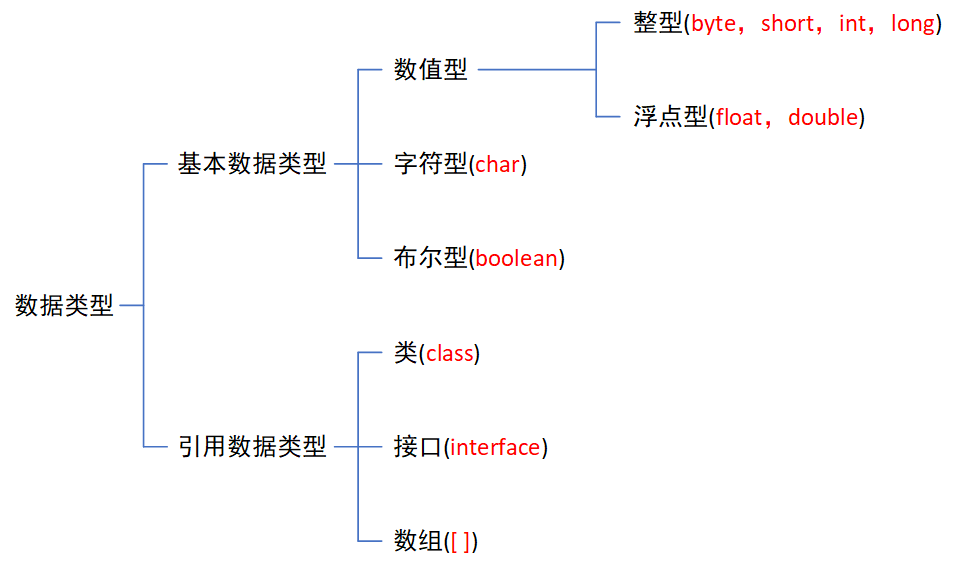 整型(byte，short，int，long)
数值型
浮点型(float，double)
基本数据类型
字符型(char)
布尔型(boolean)
数据类型
类(class)
引用数据类型
接口(interface)
数组([ ])